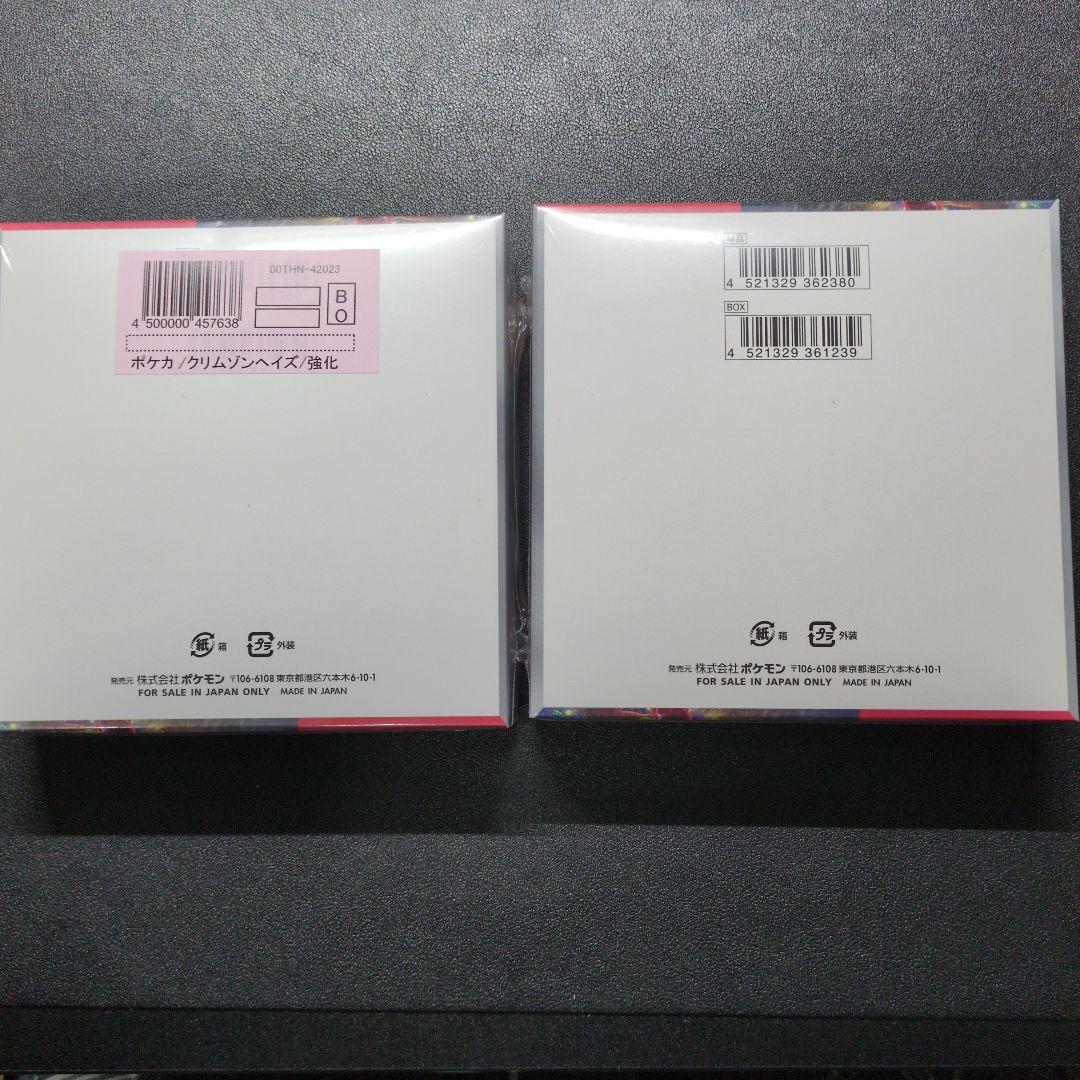 00THN-42023
B
O
4 500000 457638
ポケカ/クリムゾンヘイズ/強化
紙 箱 プラ 外装
発売元 株式会社ポケモン 〒106-6108 東京都港区六本木6-10-1
FOR SALE IN JAPAN ONLY MADE IN JAPAN
単品
4 521329 362380
BOX
4 521329 361239
紙 箱 プラ 外装
発売元 株式会社ポケモン 〒106-6108 東京都港区六本木6-10-1
FOR SALE IN JAPAN ONLY MADE IN JAPAN